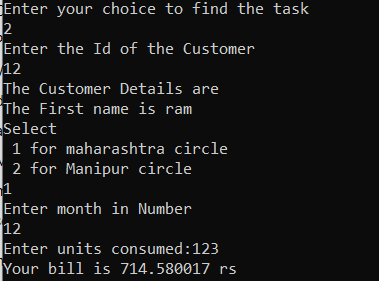 Enter your choice to find the task
2
Enter the Id of the Customer
12
The Customer Details are
The First name is ram
Select
 1 for maharashtra circle
 2 for Manipur circle
1
Enter month in Number
12
Enter units consumed:123
Your bill is 714.580017 rs